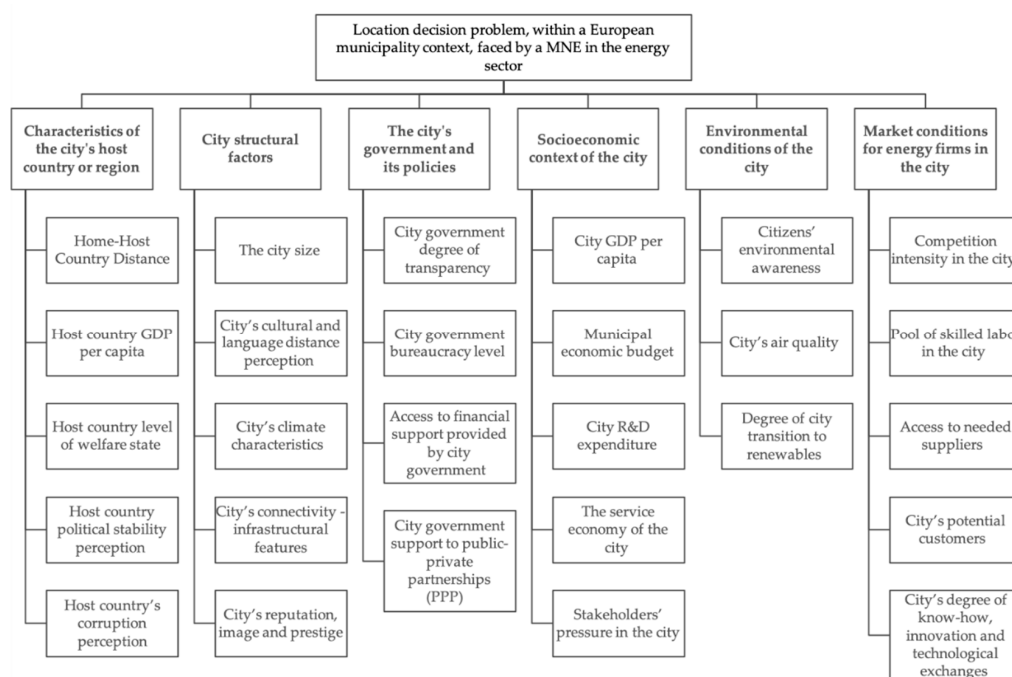 Location decision problem, within a European
municipality context, faced by a MNE in the energy
sector
Characteristics of
the city's host
country or region
Home-Host
Country Distance
Host country GDP
per capita
Host country level
of welfare state
Host country
political stability
perception
Host country's
corruption
perception
City structural
factors
The city size
City's cultural and
language distance
perception
City's climate
characteristics
City's connectivity -
infrastructural
features
City's reputation,
image and prestige
The city's
government and
its policies
City government
degree of
transparency
City government
bureaucracy level
Access to financial
support provided
by city
government
City government
support to public-
private
partnerships
(PPP)
Socioeconomic
context of the city
City GDP per
capita
Municipal
economic budget
City R&D
expenditure
The service
economy of the
city
Stakeholders'
pressure in the city
Environmental
conditions of the
city
Citizens'
environmental
awareness
City's air quality
Degree of city
transition to
renewables
Market conditions
for energy firms in
the city
Competition
intensity in the city
Pool of skilled labo
in the city
Access to needed
suppliers
City's potential
customers
City's degree of
know-how,
innovation and
technological
exchanges